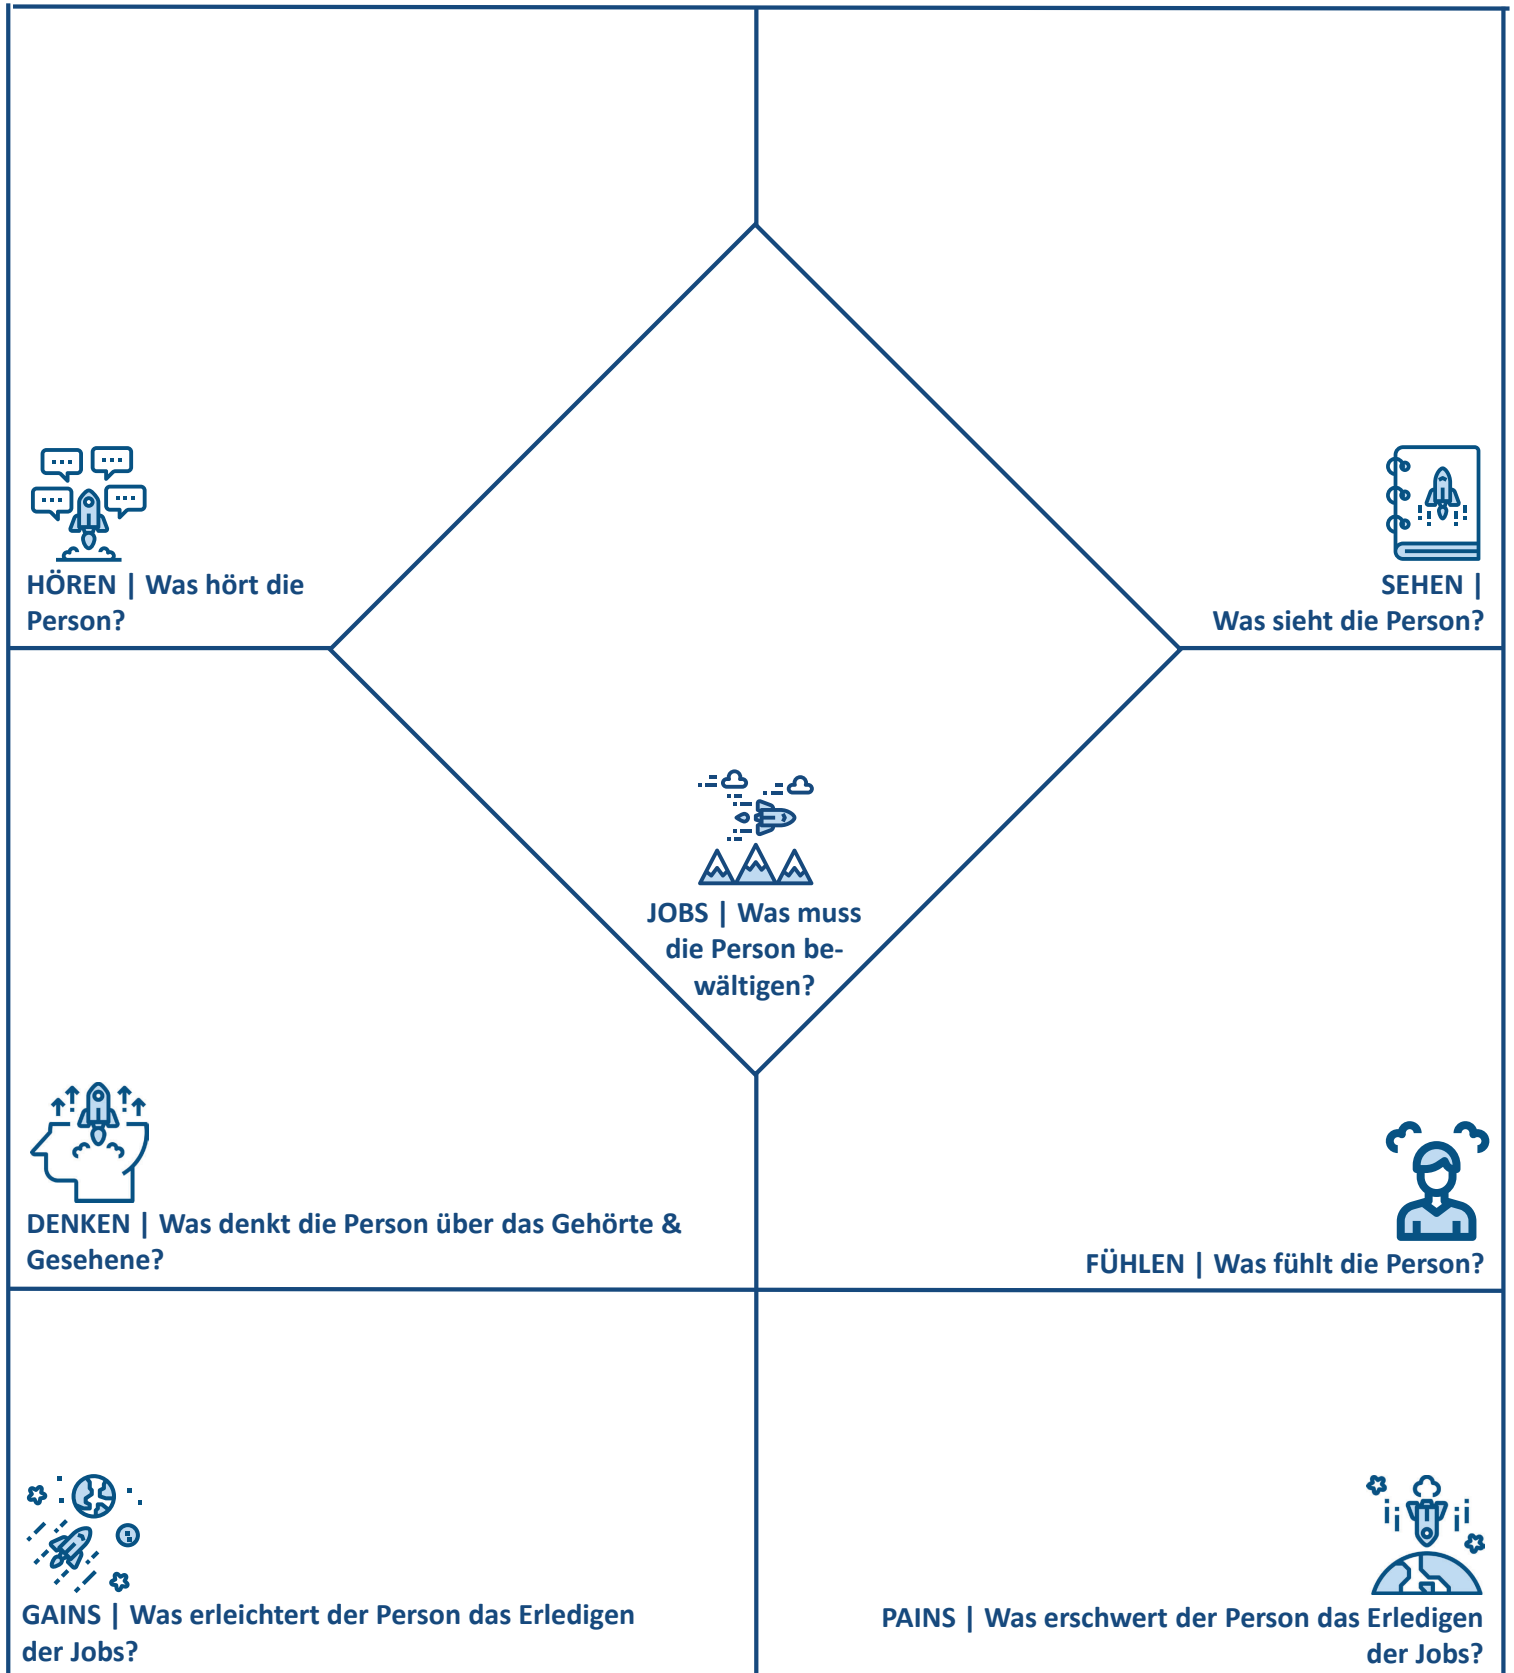 HÖREN | Was hört die
Person?
SEHEN |
Was sieht die Person?
JOBS | Was muss
die Person be-
wältigen?
DENKEN | Was denkt die Person über das Gehörte &
Gesehene?
FÜHLEN | Was fühlt die Person?
GAINS | Was erleichtert der Person das Erledigen
der Jobs?
PAINS | Was erschwert der Person das Erledigen
der Jobs?